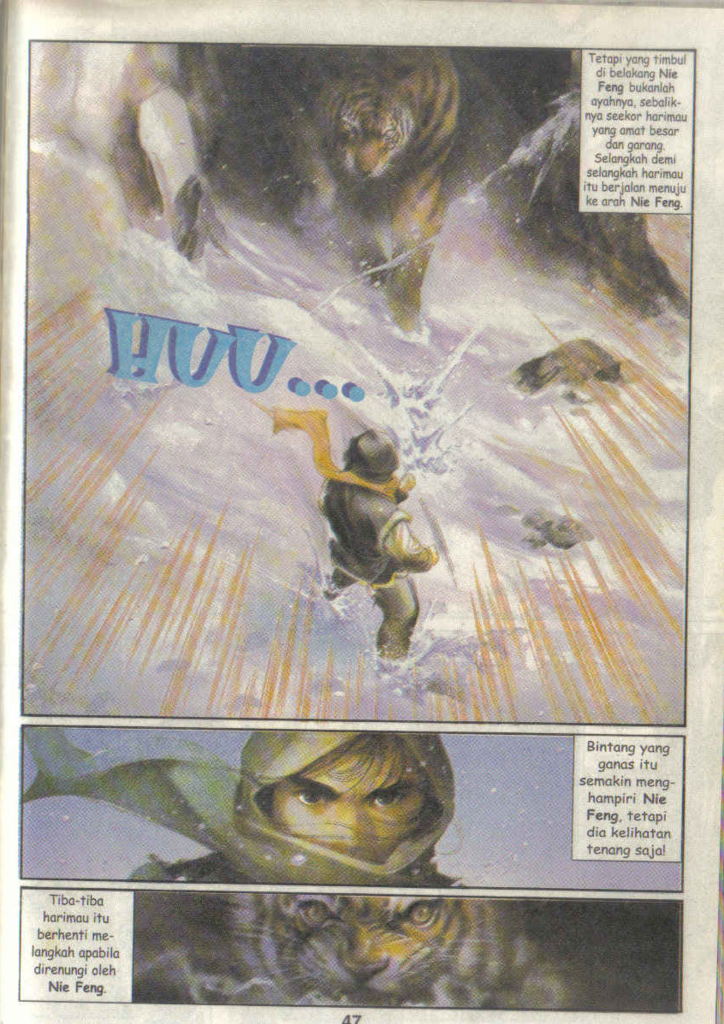 Tetapi yang timbul
di belakang Nie
Feng bukanlah
ayahnya, sebalik-
nya seekor harimau
yang amat besar
dan garang.
Selangkah demi
selangkah harimau
itu berjalan menuju
ke arah Nie Feng.
HUU...
Bintang yang
ganas itu
semakin meng-
hampiri Nie
Feng, tetapi
dia kelihatan
tenang saja!
Tiba-tiba
harimau itu
berhenti me-
langkah apabila
direnungi oleh
Nie Feng.
47